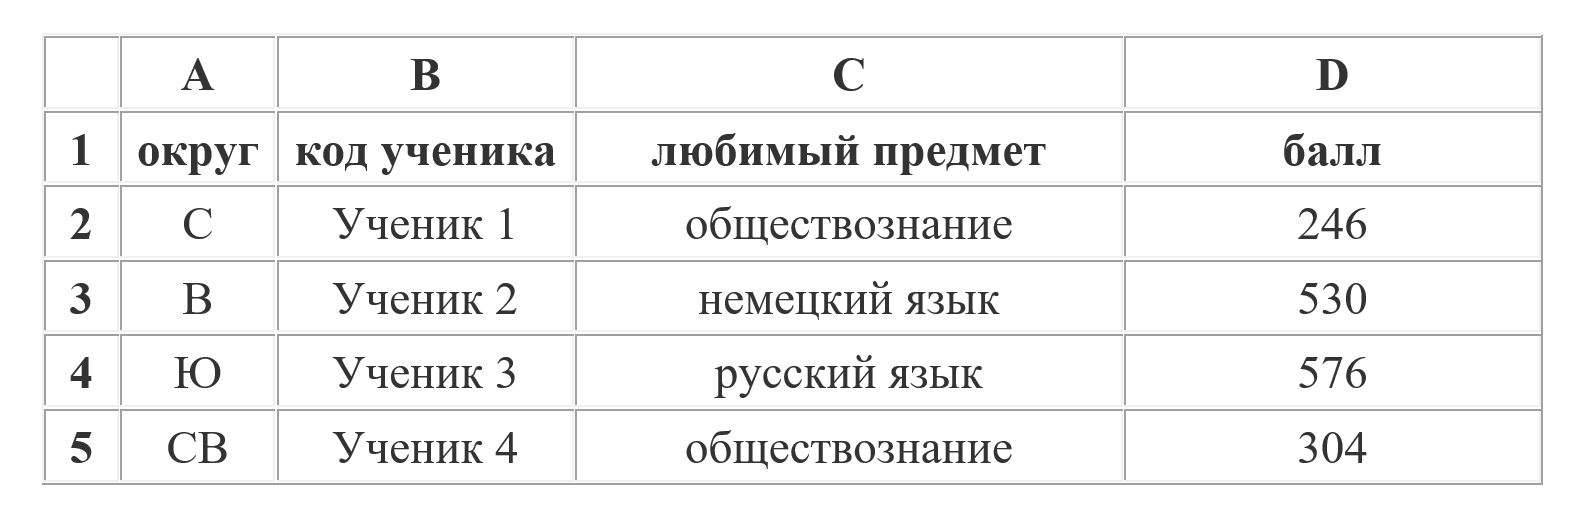 A B C D
1 округ код ученика любимый предмет балл
2 С Ученик 1 обществознание 246
3 В Ученик 2 немецкий язык 530
4 Ю Ученик 3 русский язык 576
5 СВ Ученик 4 обществознание 304